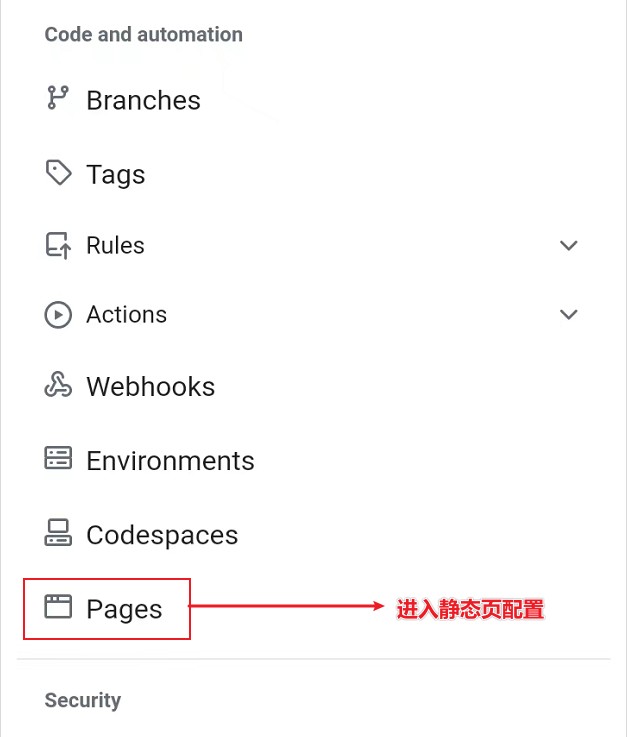 Code and automation
Branches
Tags
Rules
Actions
Webhooks
Environments
Codespaces
Pages
进入静态页配置
Security